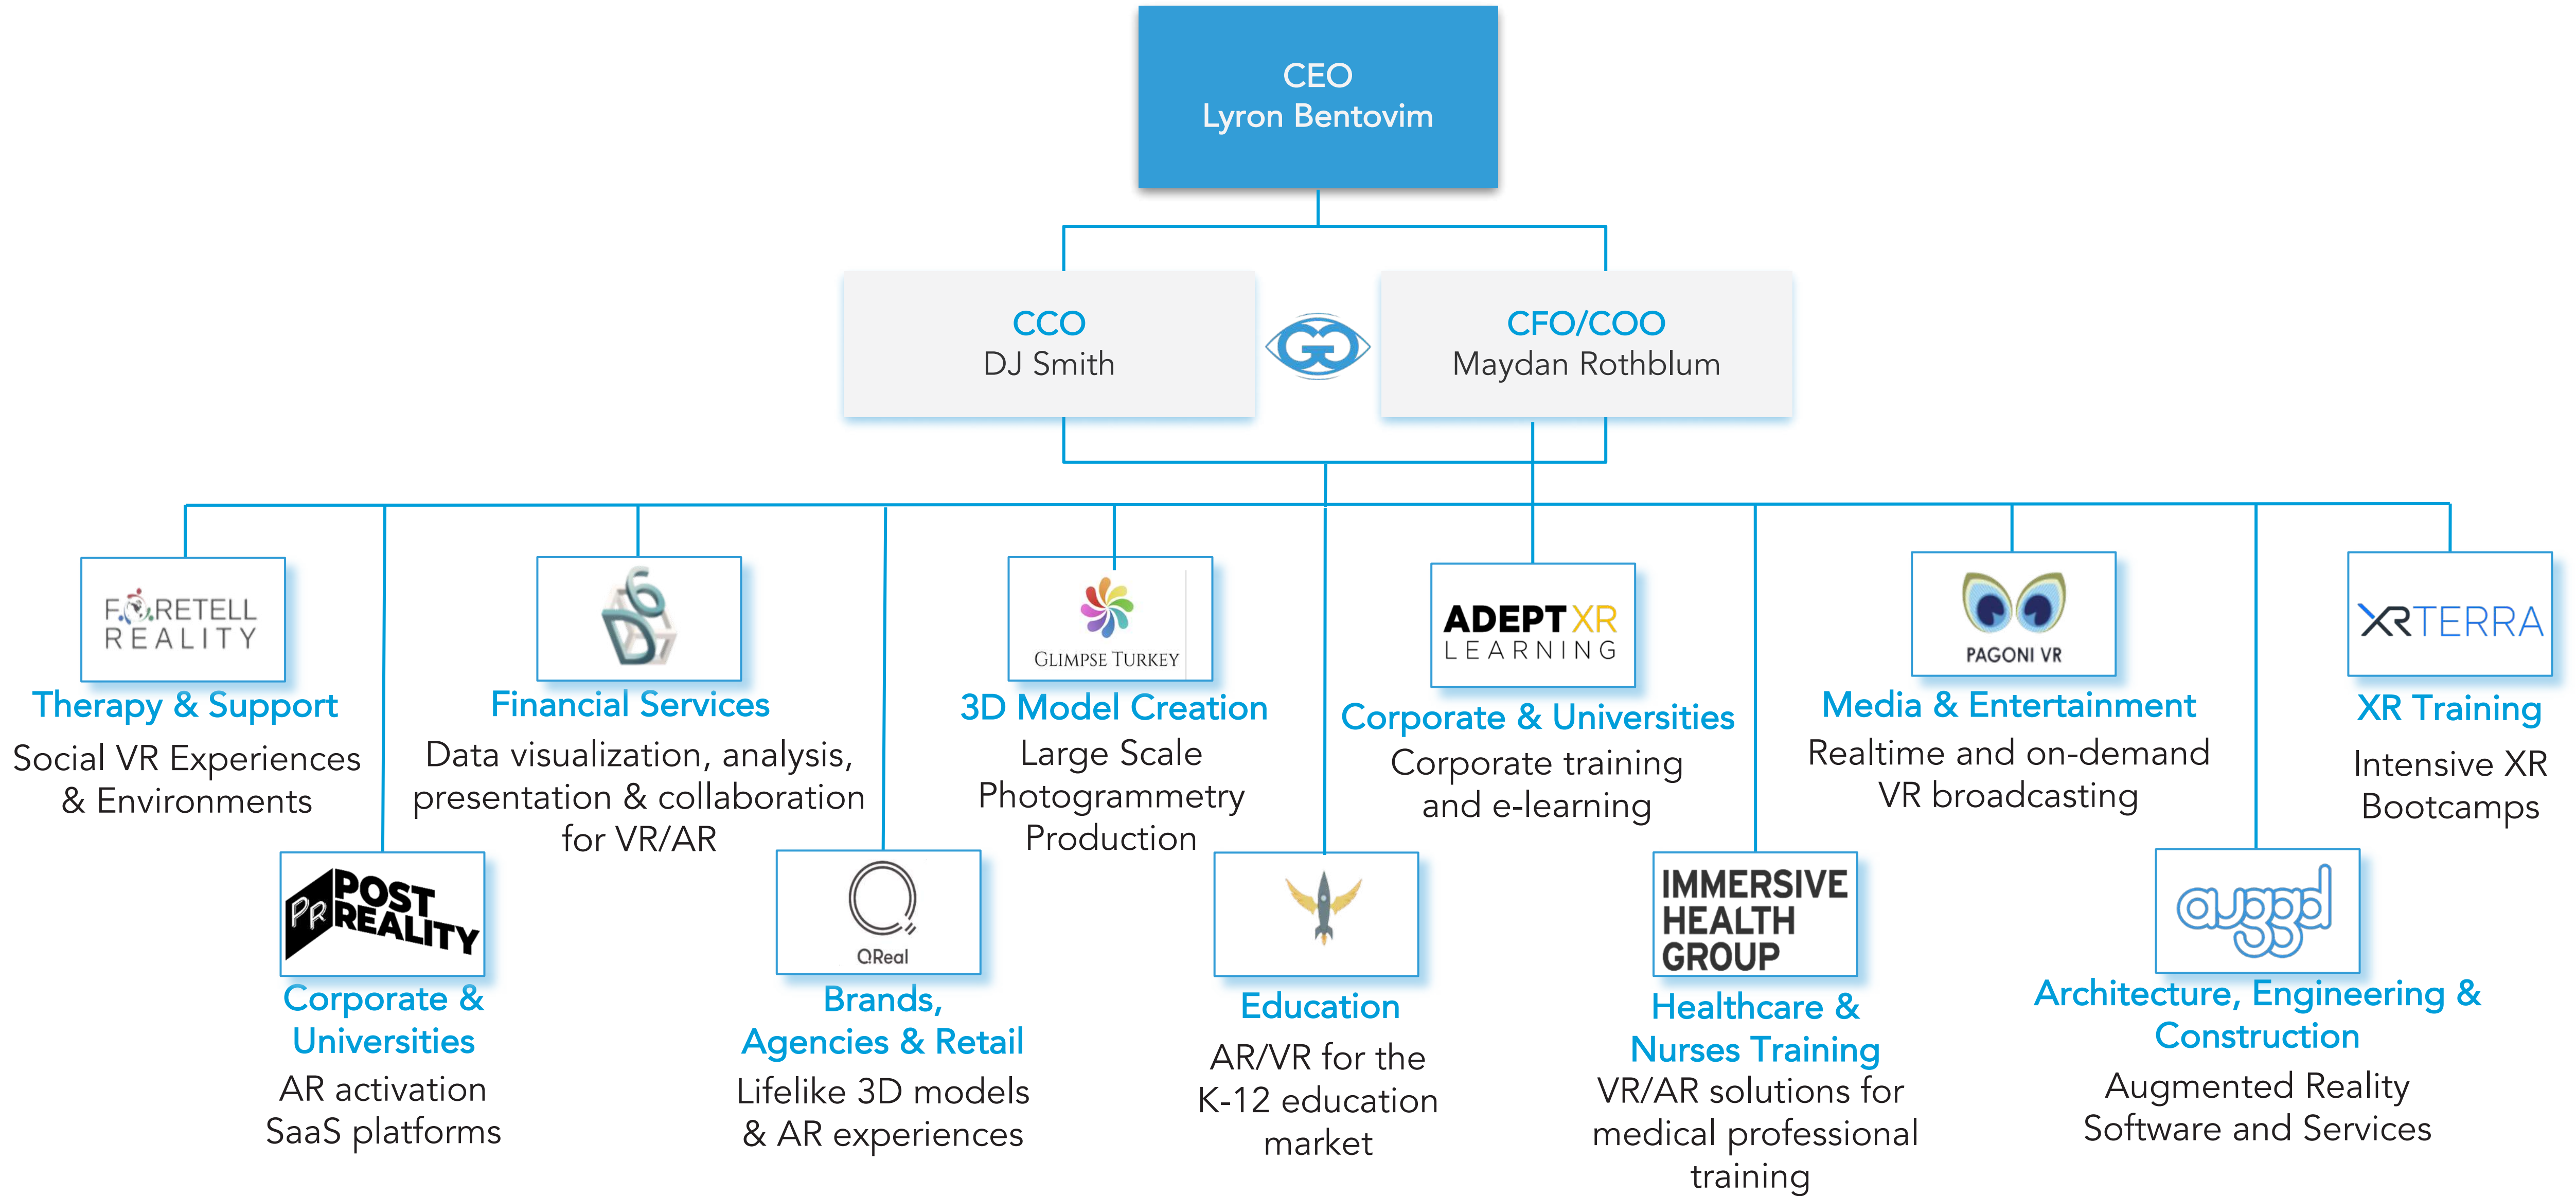 CEO
Lyron Bentovim
CCO
DJ Smith
GG
CFO/COO
Maydan Rothblum
FORETELL
REALITY
Therapy & Support
Social VR Experiences
& Environments
D6
Financial Services
Data visualization, analysis,
presentation & collaboration
for VR/AR
GLIMPSE TURKEY
3D Model Creation
Large Scale
Photogrammetry
Production
ADEPT XR
LEARNING
Corporate & Universities
Corporate training
and e-learning
PAGONI VR
Media & Entertainment
Realtime and on-demand
VR broadcasting
XRTERRA
XR Training
Intensive XR
Bootcamps
PR
POST
REALITY
Corporate &
Universities
AR activation
SaaS platforms
QReal
Brands,
Agencies & Retail
Lifelike 3D models
& AR experiences
Education
AR/VR for the
K-12 education
market
IMMERSIVE
HEALTH
GROUP
Healthcare &
Nurses Training
VR/AR solutions for
medical professional
training
auggd
Architecture, Engineering &
Construction
Augmented Reality
Software and Services